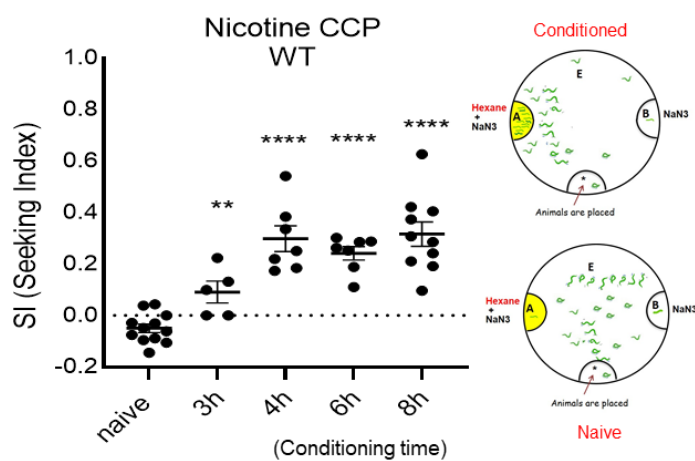 Nicotine CCP
WT
SI (Seeking Index)
1.0
0.8
0.6
0.4
0.2
0.0
-0.2
**
****
****
****
naive
3h
4h
6h
8h
(Conditioning time)
Conditioned
E
Hexane
+
NaN3
A
B
NaN3
*
Animals are placed
E
Hexane
+
NaN3
A
B
NaN3
*
Animals are placed
Naive